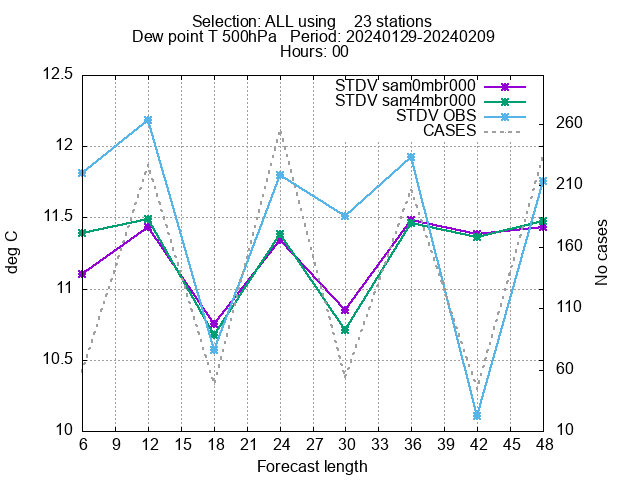 Selection: ALL using    23 stations
Dew point T 500hPa   Period: 20240129-20240209
Hours: 00
STDV sam0mbr000
STDV sam4mbr000
STDV OBS
CASES
12.5
12
11.5
11
10.5
10
deg C
260
210
160
110
60
10
No cases
6 9 12 15 18 21 24 27 30 33 36 39 42 45 48
Forecast length